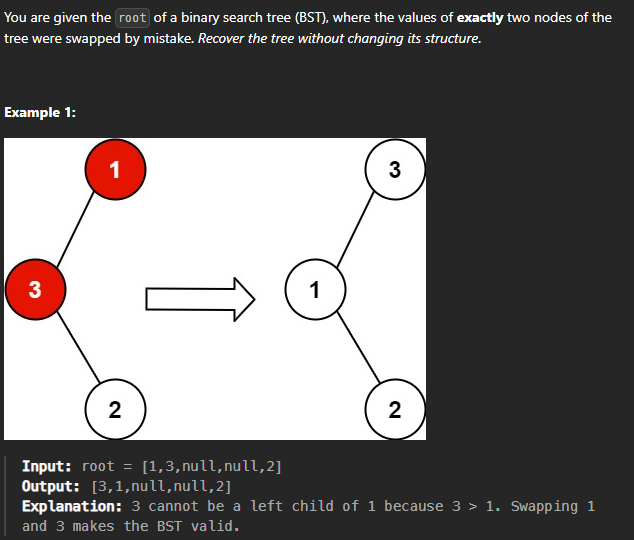 You are given the root of a binary search tree (BST), where the values of exactly two nodes of the
tree were swapped by mistake. Recover the tree without changing its structure.
Example 1:
1
3
3
1
2
2
Input: root = [1,3,null,null,2]
Output: [3,1,null,null,2]
Explanation: 3 cannot be a left child of 1 because 3 > 1. Swapping 1
and 3 makes the BST valid.